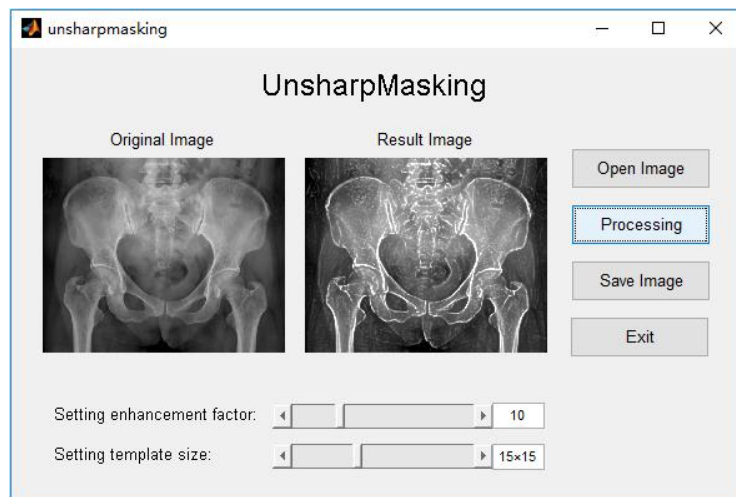 unsharpmasking
UnsharpMasking
Original Image
Result Image
Open Image
Processing
Save Image
Exit
Setting enhancement factor:
10
Setting template size:
15×15